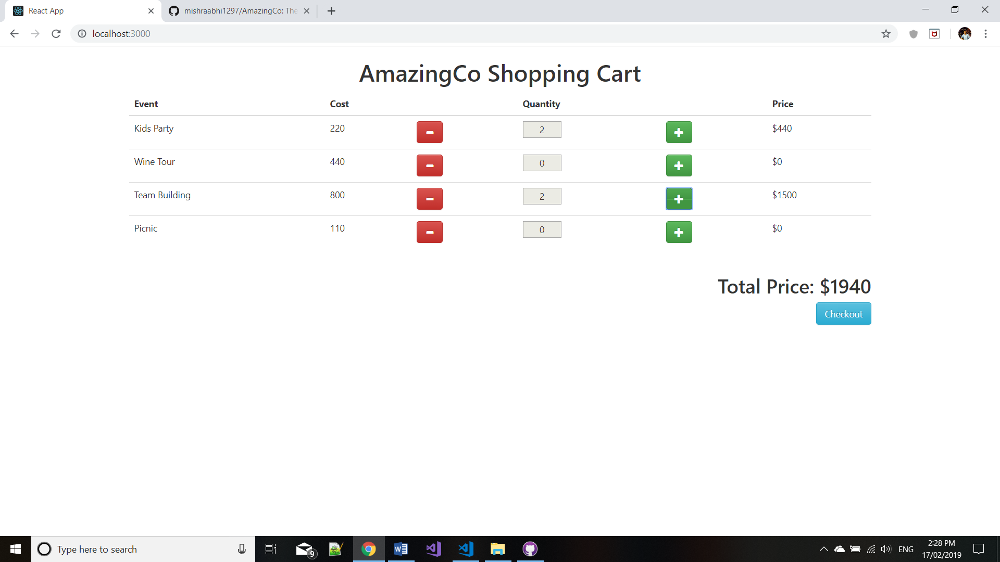 React App
mishraabhi1297/AmazingCo: The
localhost:3000
AmazingCo Shopping Cart
Event Cost Quantity Price
Kids Party 220 2 $440
Wine Tour 440 0 $0
Team Building 800 2 $1500
Picnic 110 0 $0
Total Price: $1940
Checkout
Type here to search
9
ENG
2:28 PM
17/02/2019